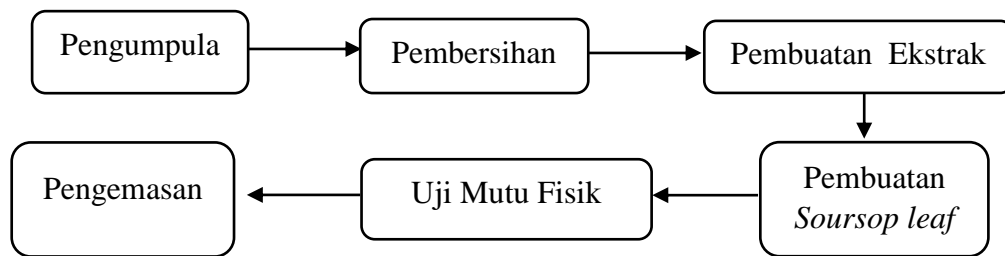 Pengumpula
Pembersihan
Pembuatan Ekstrak
Pembuatan
Soursop leaf
Uji Mutu Fisik
Pengemasan